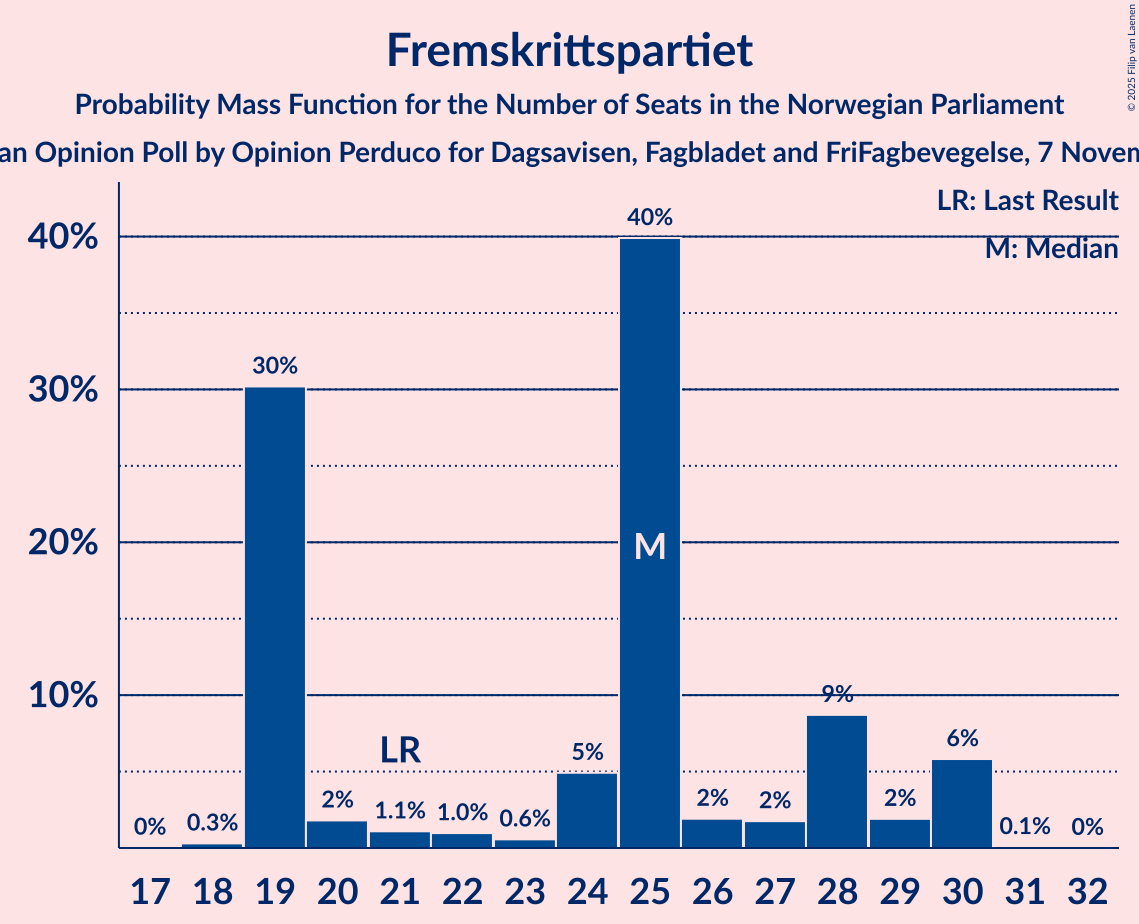 Fremskrittspartiet
Probability Mass Function for the Number of Seats in the Norwegian Parliament
an Opinion Poll by Opinion Perduco for Dagsavisen, Fagbladet and FriFagbevegelse, 7
© 2025 Filip van Laenen
LR: Last Result
M: Median
40%
30%
20%
10%
0%
0.3%
30%
2%
1.1%
1.0%
0.6%
5%
40%
2%
2%
9%
2%
6%
0.1%
0%
LR
M
17 18 19 20 21 22 23 24 25 26 27 28 29 30 31 32